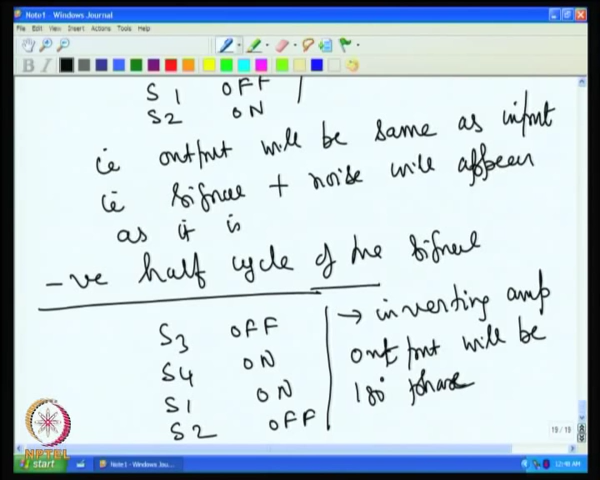 Note1 - Windows Journal
File Edit View Insert Actions Tools Help
S1 OFF
S2 ON
ie output will be same as input
ie signal + noise will appear
as it is
-ve half cycle of the signal
S3 OFF
S4 ON
S1 ON
S2 OFF
→ inverting amp
output will be
180 phase
19 / 19
NPTEL
start
Note1 - Windows Jou...
12:48 AM